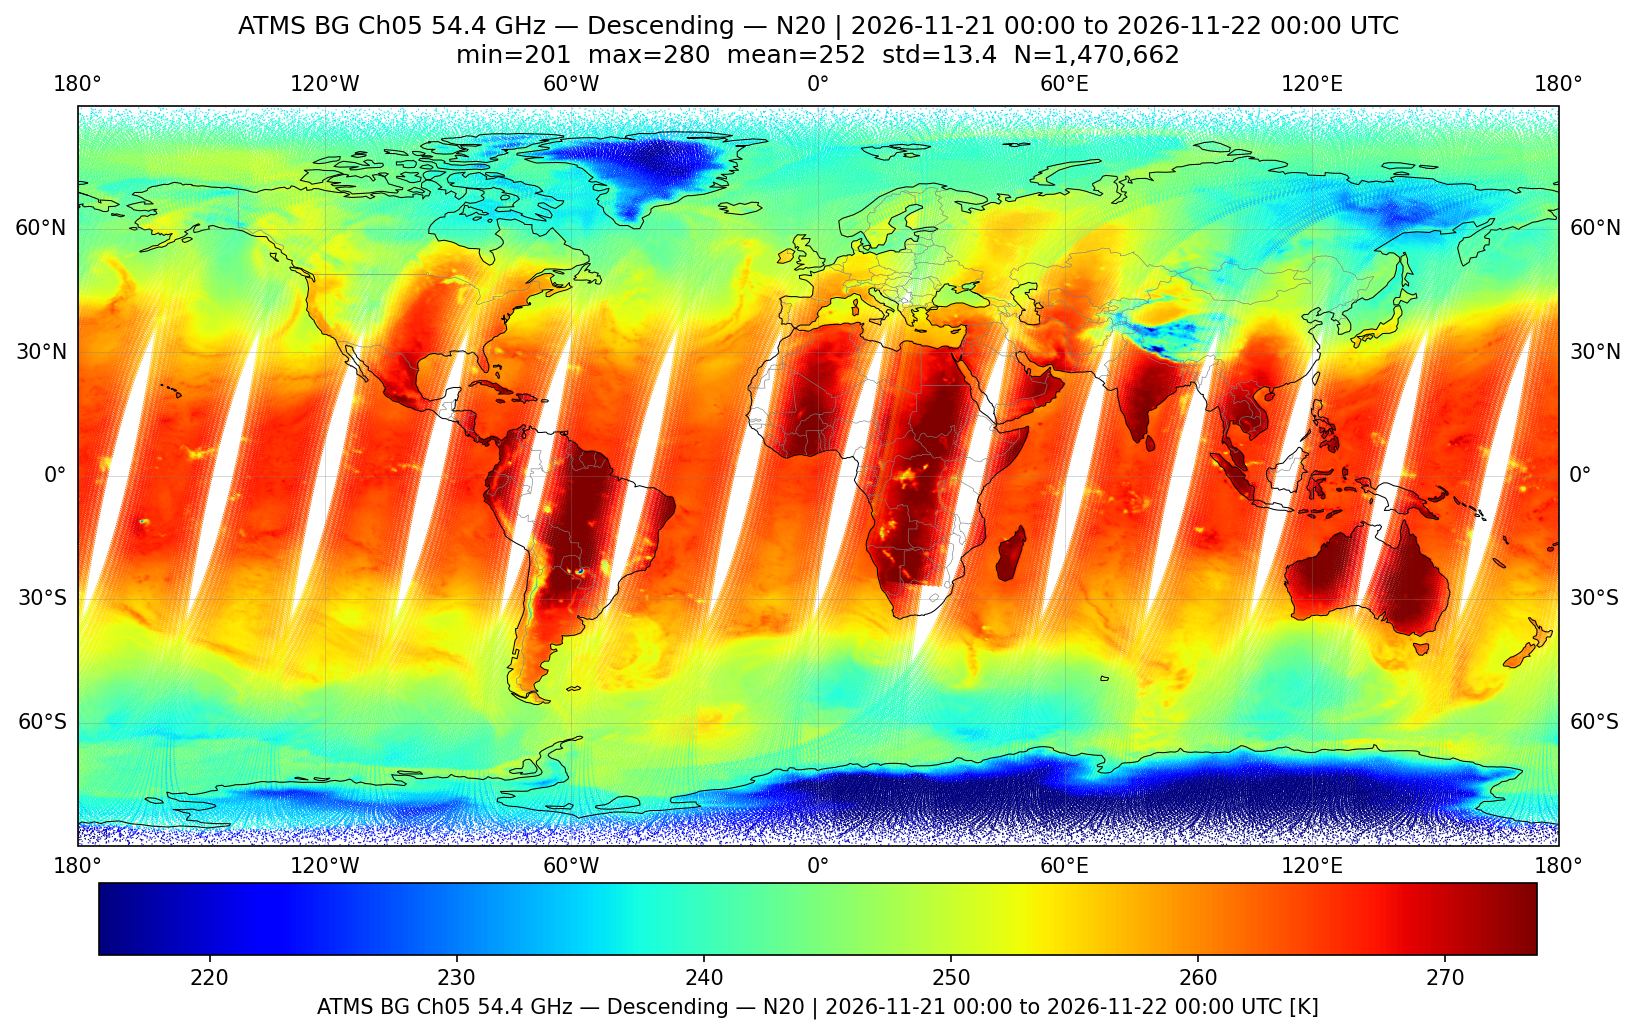 ATMS BG Ch05 54.4 GHz — Descending — N20 | 2026-11-21 00:00 to 2026-11-22 00:00 UTC
min=201  max=280  mean=252  std=13.4  N=1,470,662
180° 120°W 60°W 0° 60°E 120°E 180°
60°N 60°N
30°N 30°N
0° 0°
30°S 30°S
60°S 60°S
180° 120°W 60°W 0° 60°E 120°E 180°
220 230 240 250 260 270
ATMS BG Ch05 54.4 GHz — Descending — N20 | 2026-11-21 00:00 to 2026-11-22 00:00 UTC [K]